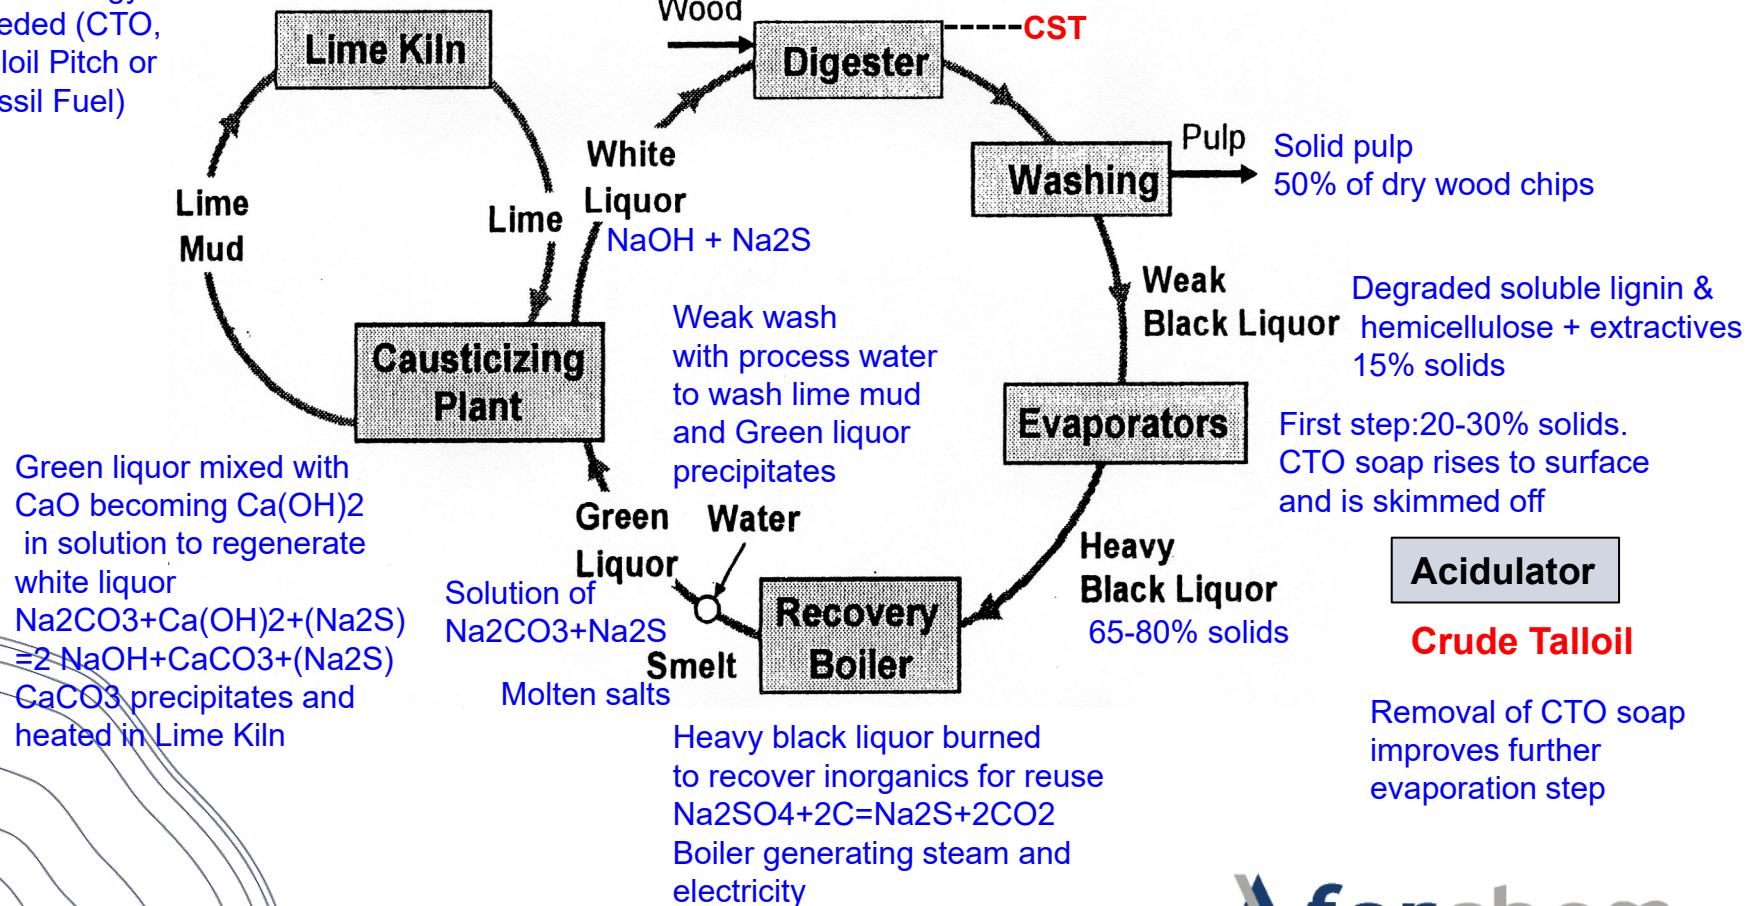 eded (CTO,
lloil Pitch or
ssil Fuel)
Lime Kiln
Wood
Digester
CST
Lime
Mud
Lime
White
Liquor
NaOH + Na2S
Washing
Pulp
Solid pulp
50% of dry wood chips
Weak
Black Liquor
Degraded soluble lignin &
hemicellulose + extractives
15% solids
Causticizing
Plant
Weak wash
with process water
to wash lime mud
and Green liquor
precipitates
Evaporators
First step:20-30% solids.
CTO soap rises to surface
and is skimmed off
Green liquor mixed with
CaO becoming Ca(OH)2
in solution to regenerate
white liquor
Na2CO3+Ca(OH)2+(Na2S)
=2 NaOH+CaCO3+(Na2S)
CaCO3 precipitates and
heated in Lime Kiln
Green
Liquor
Water
Solution of
Na2CO3+Na2S
Smelt
Molten salts
Recovery
Boiler
Heavy
Black Liquor
65-80% solids
Acidulator
Crude Talloil
Removal of CTO soap
improves further
evaporation step
Heavy black liquor burned
to recover inorganics for reuse
Na2SO4+2C=Na2S+2CO2
Boiler generating steam and
electricity
forchem